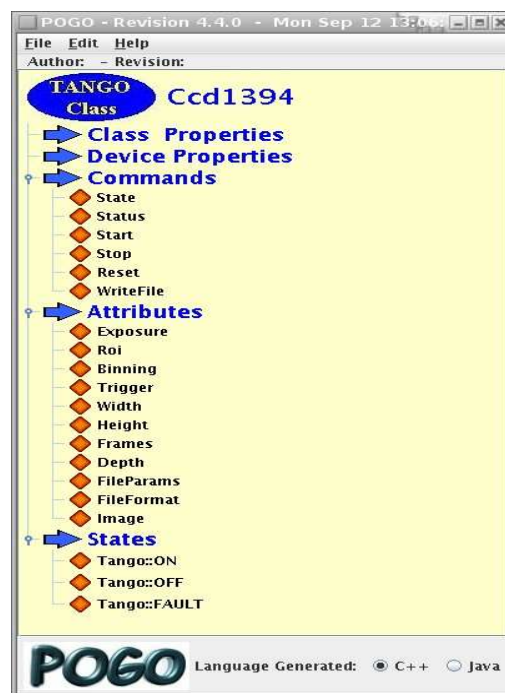 POGO - Revision 4.4.0 - Mon Sep 12 13:06:
File Edit Help
Author: - Revision:
TANGO
Class
Ccd1394
Class Properties
Device Properties
Commands
State
Status
Start
Stop
Reset
WriteFile
Attributes
Exposure
Roi
Binning
Trigger
Width
Height
Frames
Depth
FileParams
FileFormat
Image
States
Tango::ON
Tango::OFF
Tango::FAULT
POGO Language Generated: C++ Java